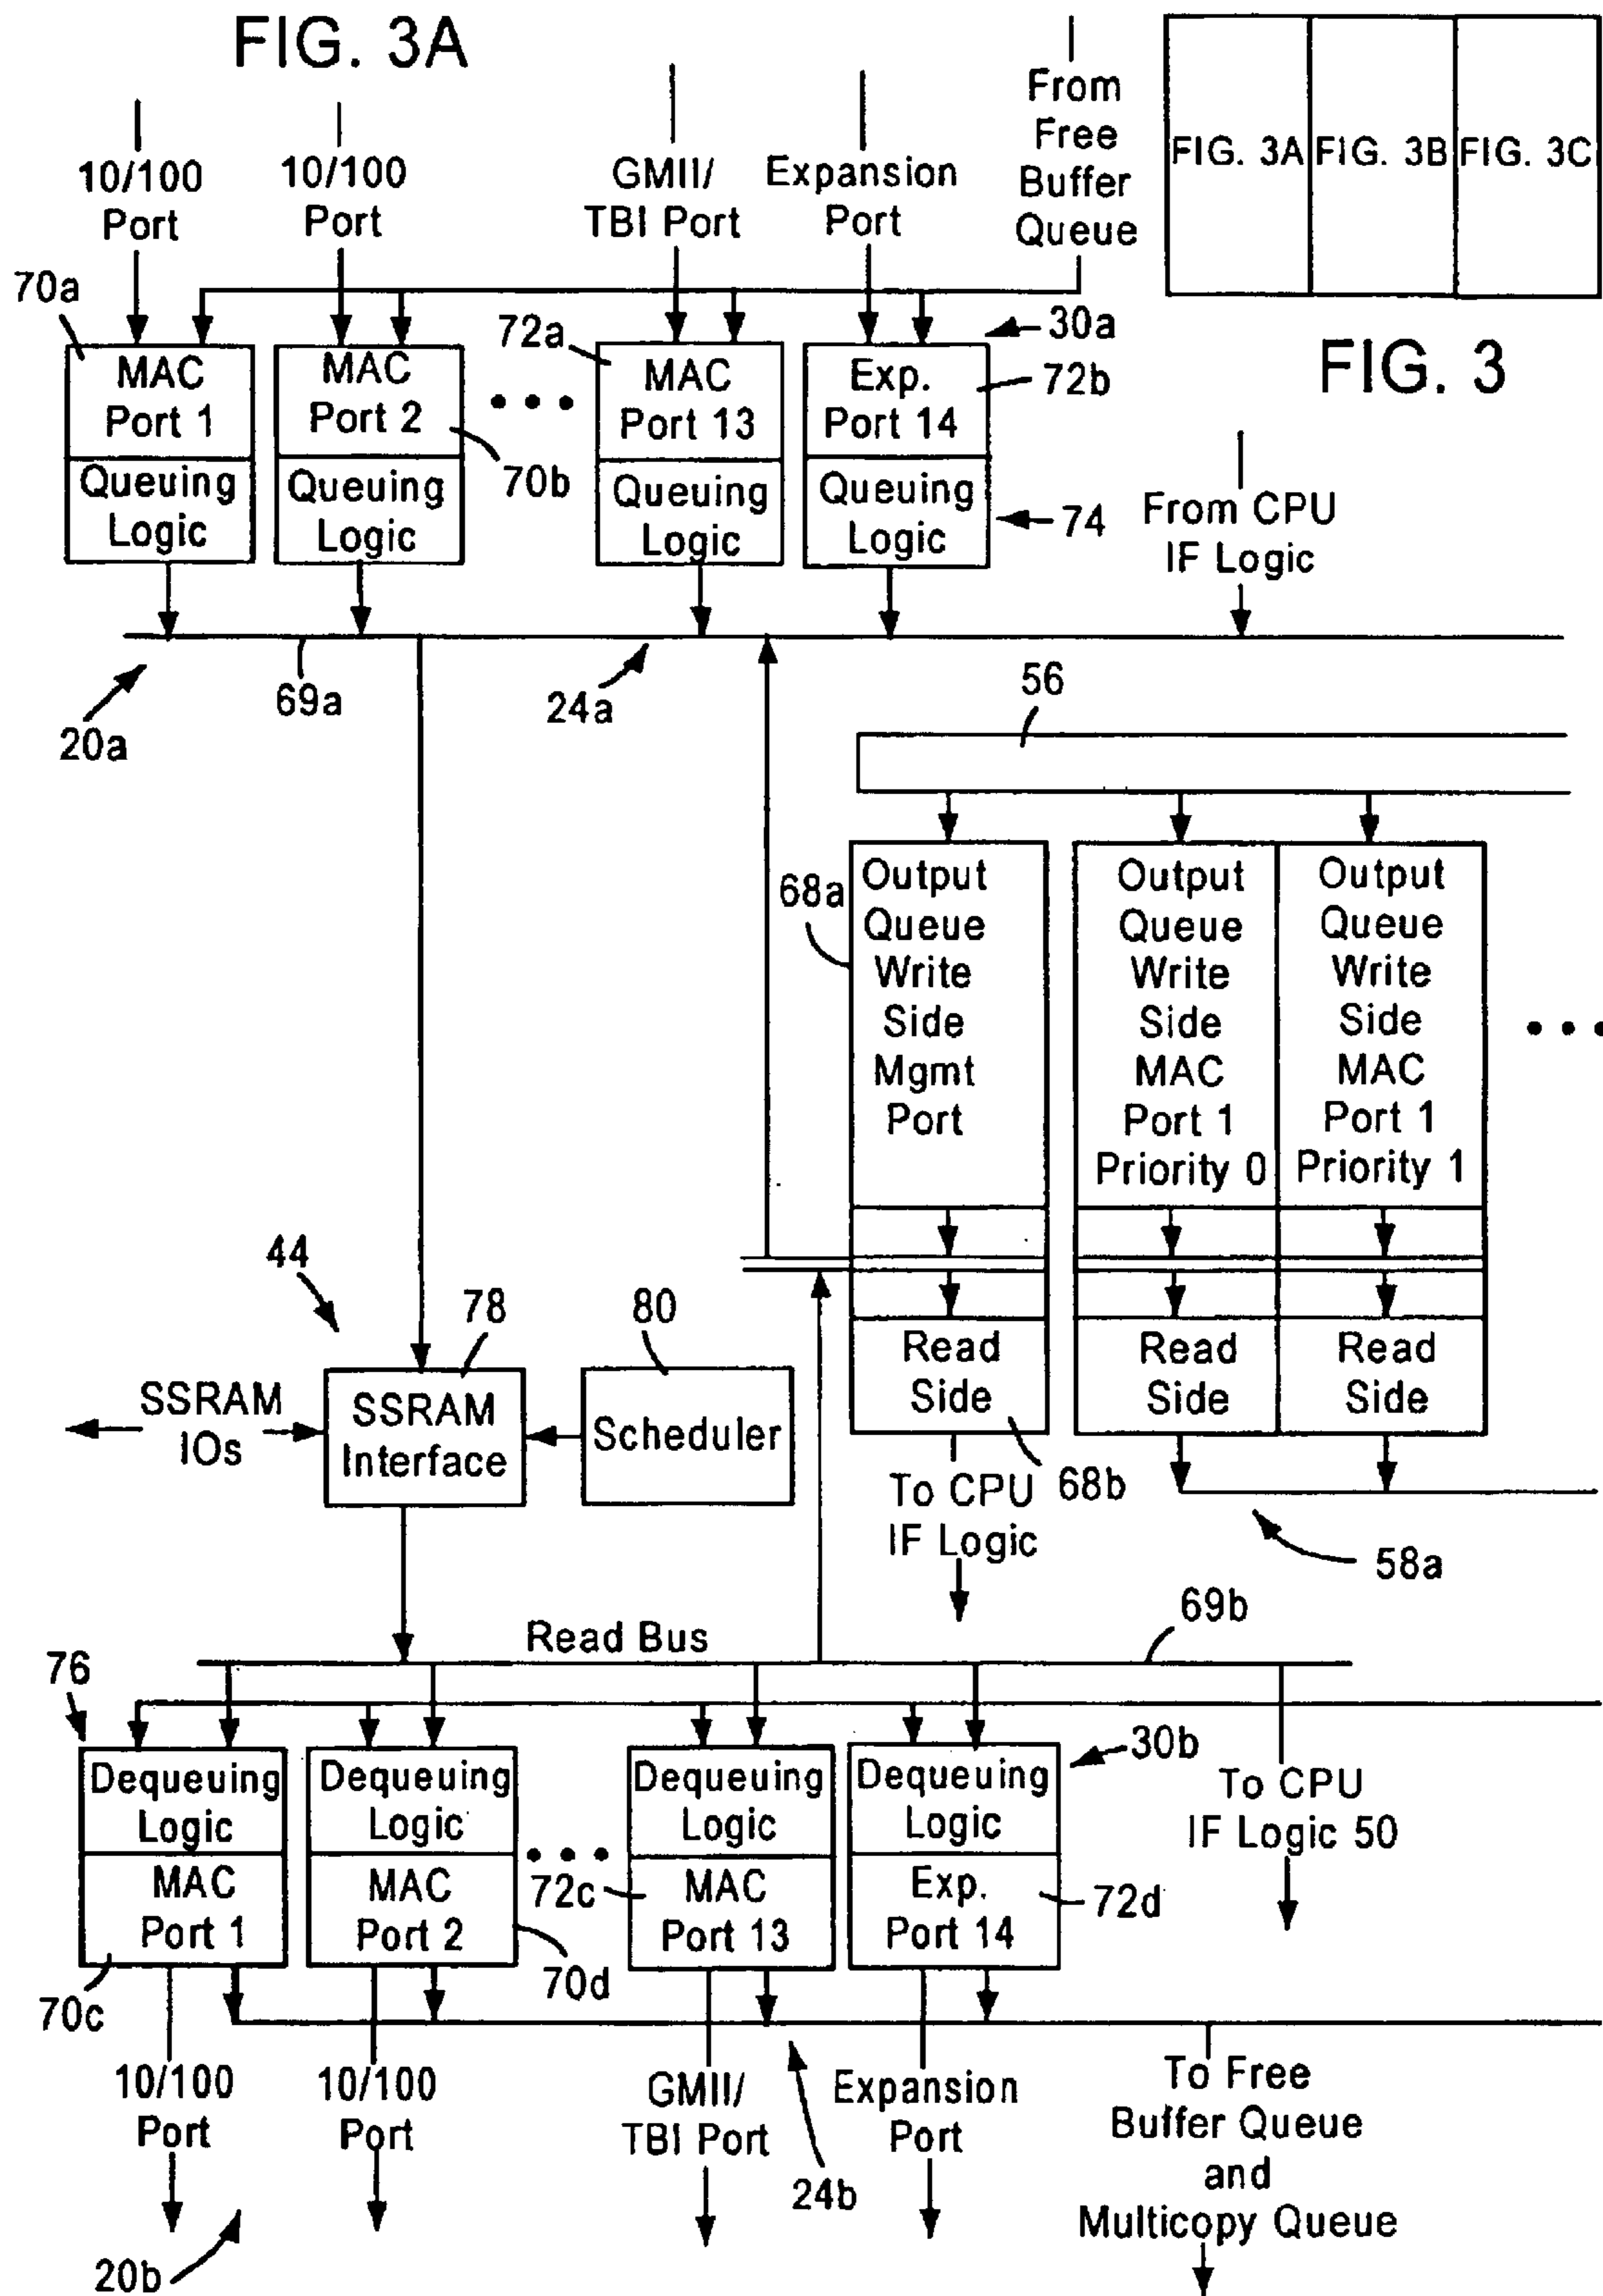 FIG. 3A
10/100
Port
10/100
Port
GMII/
TBI Port
Expansion
Port
From
Free
Buffer
Queue
FIG. 3A
FIG. 3B
FIG. 3C
FIG. 3
70a
72a
30a
72b
MAC
Port 1
Queuing
Logic
MAC
Port 2
Queuing
Logic
70b
MAC
Port 13
Queuing
Logic
Exp.
Port 14
Queuing
Logic
74
From CPU
IF Logic
20a
69a
24a
56
68a
Output
Queue
Write
Side
Mgmt
Port
Output
Queue
Write
Side
MAC
Port 1
Priority 0
Output
Queue
Write
Side
MAC
Port 1
Priority 1
Read
Side
Read
Side
Read
Side
44
78
80
SSRAM
IOs
SSRAM
Interface
Scheduler
68b
To CPU
IF Logic
58a
Read Bus
69b
76
30b
Dequeuing
Logic
MAC
Port 1
Dequeuing
Logic
MAC
Port 2
72c
Dequeuing
Logic
MAC
Port 13
Dequeuing
Logic
Exp.
Port 14
72d
To CPU
IF Logic 50
70c
70d
10/100
Port
10/100
Port
GMII/
TBI Port
Expansion
Port
To Free
Buffer Queue
and
Multicopy Queue
24b
20b